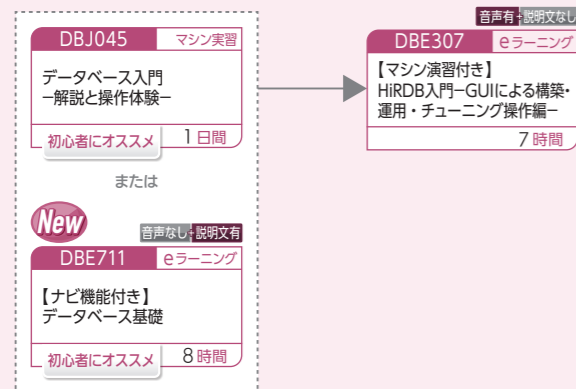 DBJ045 マシン実習
データベース入門
−解説と操作体験−
初心者にオススメ 1日間
または
New
音声なし+説明文有
DBE711 eラーニング
【ナビ機能付き】
データベース基礎
初心者にオススメ 8時間
音声有+説明文なし
DBE307 eラーニング
【マシン演習付き】
HiRDB入門−GUIによる構築・
運用・チューニング操作編−
7時間